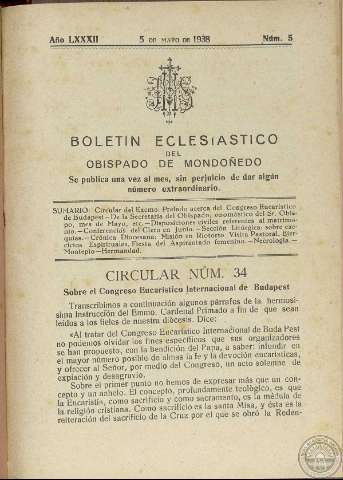 Año LXXXII 5 DE MAYO DE 1938 Núm. 5
BOLETIN ECLESIASTICO
DEL
OBISPADO DE MONDOÑEDO
Se publica una vez al mes, sin perjuicio de dar algún
número extraordinario.
SUMARIO: Circular del Excmo. Prelado acerca del Congreso Eucarístico
de Budapest.—De la Secretaría del Obispado, onomástico del Sr. Obis-
po, mes de Mayo, etc.—Disposiciones civiles referentes al matrimo-
nio.—Conferencias del Clero en Junio.—Sección Litúrgica: sobre
Crónica Diocesana: Misión en Riotorto. Visita Pastoral. Ejer-
cicios Espirituales, Fiesta del Aspirantado femenino.—Necrología.—
Montepío—Hermandad.
CIRCULAR NÚM. 34
Sobre el Congreso Eucarístico Internacional de Budapest
Transcribimos a continuación algunos párrafos de la hermosí-
sima Instrucción del Emmo. Cardenal Primado a fin de que sean
leídas a los fieles de nuestra diócesis. Dice:
«Al tratar del Congreso Eucarístico Internacional de Buda Pest
no podemos olvidar los fines específicos que sus organizadores
se han propuesto, con la bendición del Papa, a saber: infundir en
el mayor número posible de almas la fe y la devoción eucarísticas,
y ofrecer al Señor, por medio del Congreso, un acto solemne de
expiación y desagravio.
Sobre el primer punto no hemos de expresar más que un con-
cepto y un anhelo. El concepto, profundamente teológico, es que
la Eucaristía, como sacrificio y como sacramento, es la médula de
la religión cristiana. Como sacrificio es la santa Misa, y ésta es la
reiteración del sacrificio de la Cruz por el que se obró la Reden-